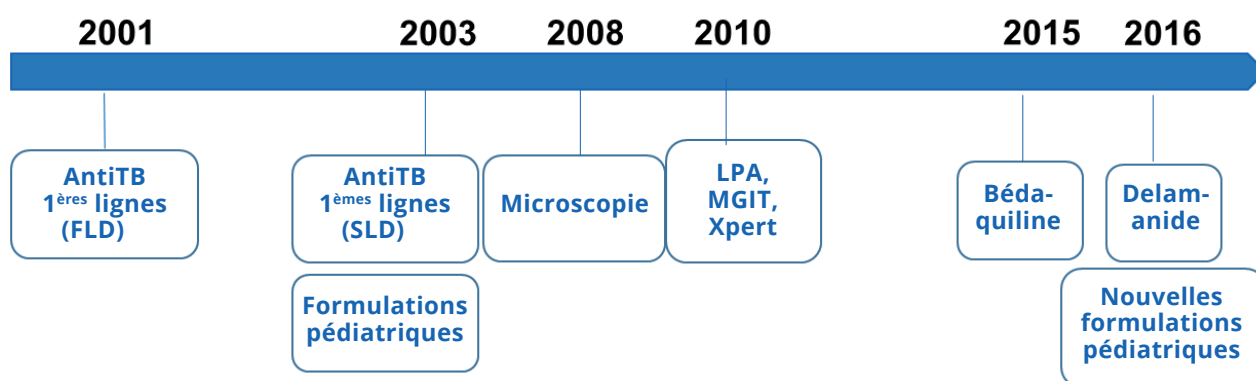 2001
2003
2008
2010
2015
2016
AntiTB
1ères lignes
(FLD)
AntiTB
1èmes lignes
(SLD)
Formulations
pédiatriques
Microscopie
LPA,
MGIT,
Xpert
Béda-
quiline
Delam-
anide
Nouvelles
formulations
pédiatriques